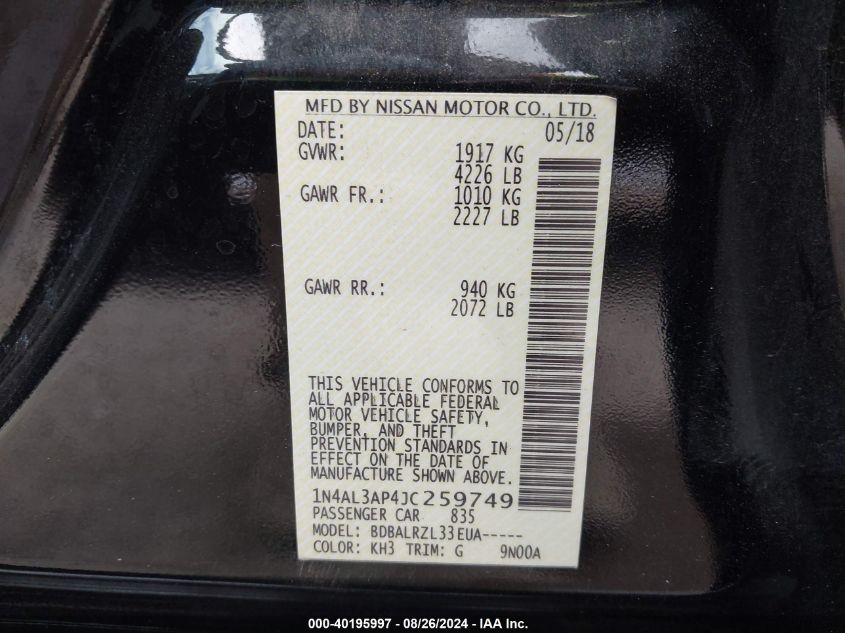 MFD BY NISSAN MOTOR CO., LTD.
DATE: 05/18
GVWR: 1917 KG
4226 LB
GAWR FR.: 1010 KG
2227 LB
GAWR RR.: 940 KG
2072 LB
THIS VEHICLE CONFORMS TO
ALL APPLICABLE FEDERAL
MOTOR VEHICLE SAFETY,
BUMPER, AND THEFT
PREVENTION STANDARDS IN
EFFECT ON THE DATE OF
MANUFACTURE SHOWN ABOVE.
1N4AL3AP4JC259749
PASSENGER CAR 835
MODEL: BDBALRZL33EUA-----
COLOR: KH3 TRIM: G 9N00A
000-40195997 - 08/26/2024 - IAA Inc.